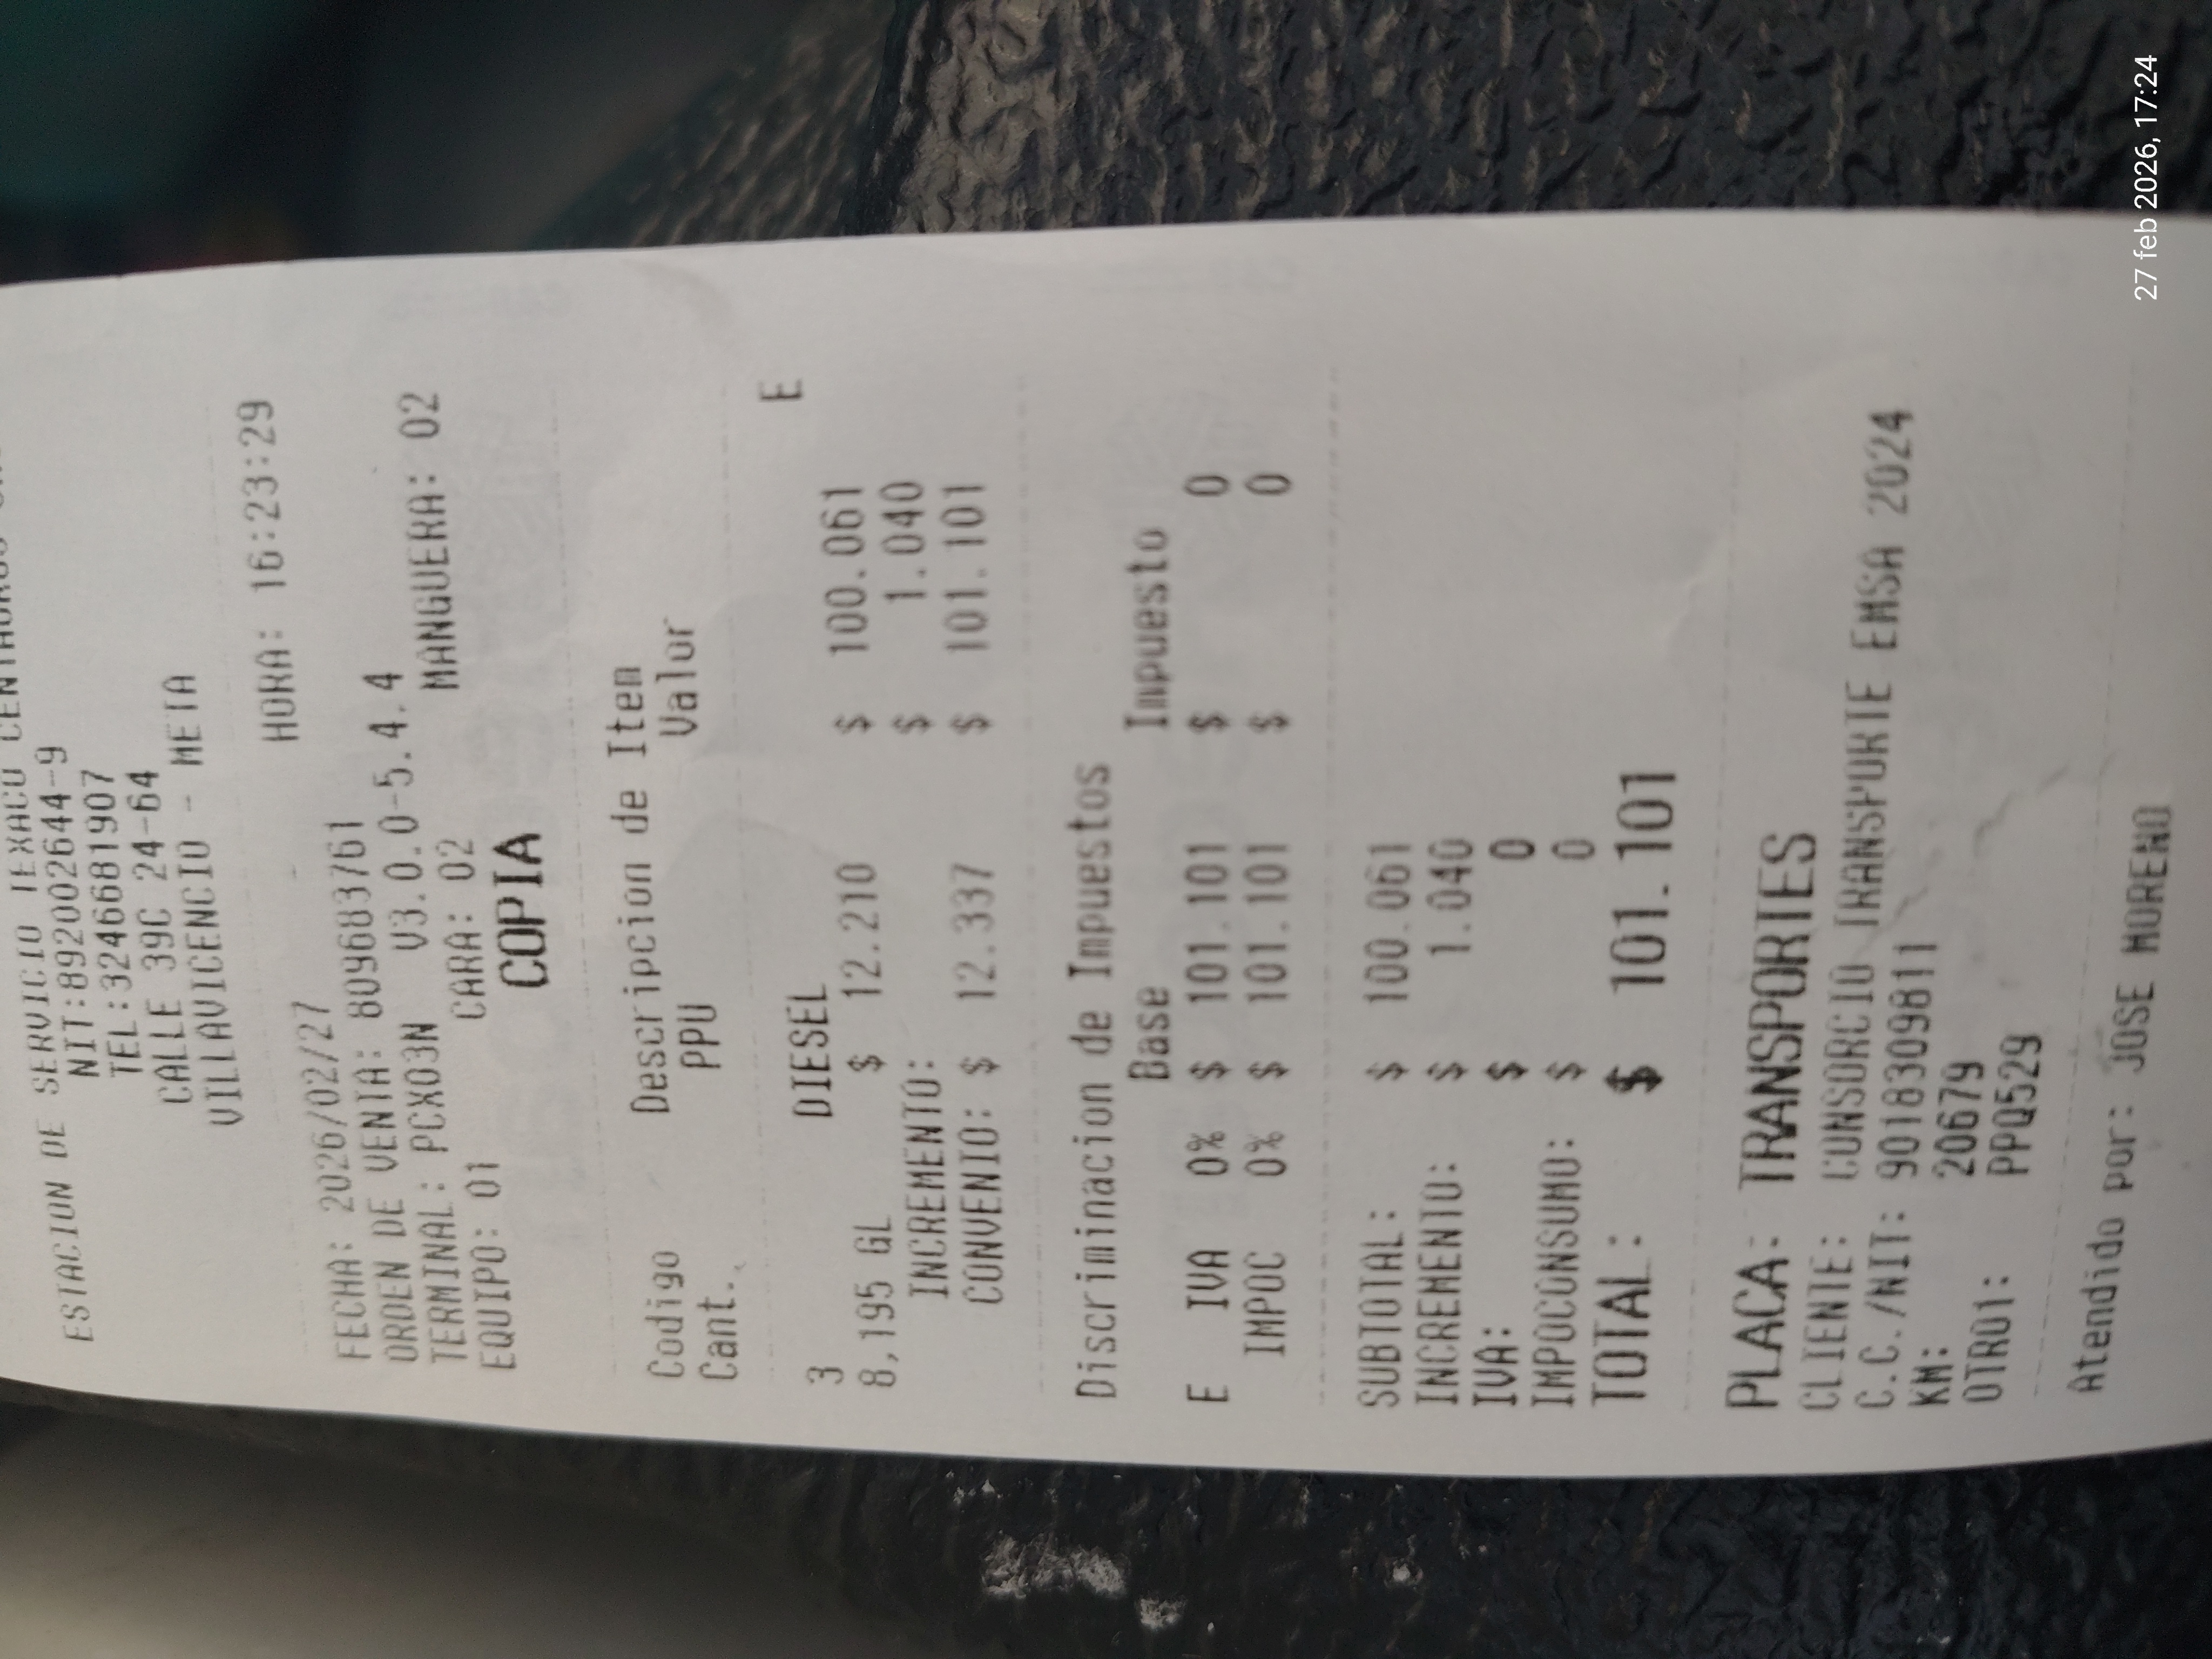 ESTACION DE SERVICIO TEXACO CENTAUROS
NIT:892002644-9
TEL:3246681907
CALLE 39C 24-64
VILLAVICENCIO - META
FECHA: 2026/02/27 HORA: 16:23:29
ORDEN DE VENTA: 809683761
TERMINAL: PCX03N V3.0.0-5.4.4
EQUIPO: 01 CARA: 02 MANGUERA: 02
COPIA
Codigo Descripcion de Item
Cant. PPU Valor
3 DIESEL E
8,195 GL $ 12.210 $ 100.061
INCREMENTO: $ 1.040
CONVENIO: $ 12.337 $ 101.101
Discriminacion de Impuestos
Base Impuesto
E IVA 0% $ 101.101 $ 0
IMPOC 0% $ 101.101 $ 0
SUBTOTAL: $ 100.061
INCREMENTO: $ 1.040
IVA: $ 0
IMPOCONSUMO: $ 0
TOTAL: $ 101.101
PLACA: TRANSPORTES
CLIENTE: CONSORCIO TRANSPORTE EMSA 2024
C.C./NIT: 9018309811
KM: 20679
OTRO1: PPQ529
Atendido por: JOSE MORENO
27 feb 2026, 17:24